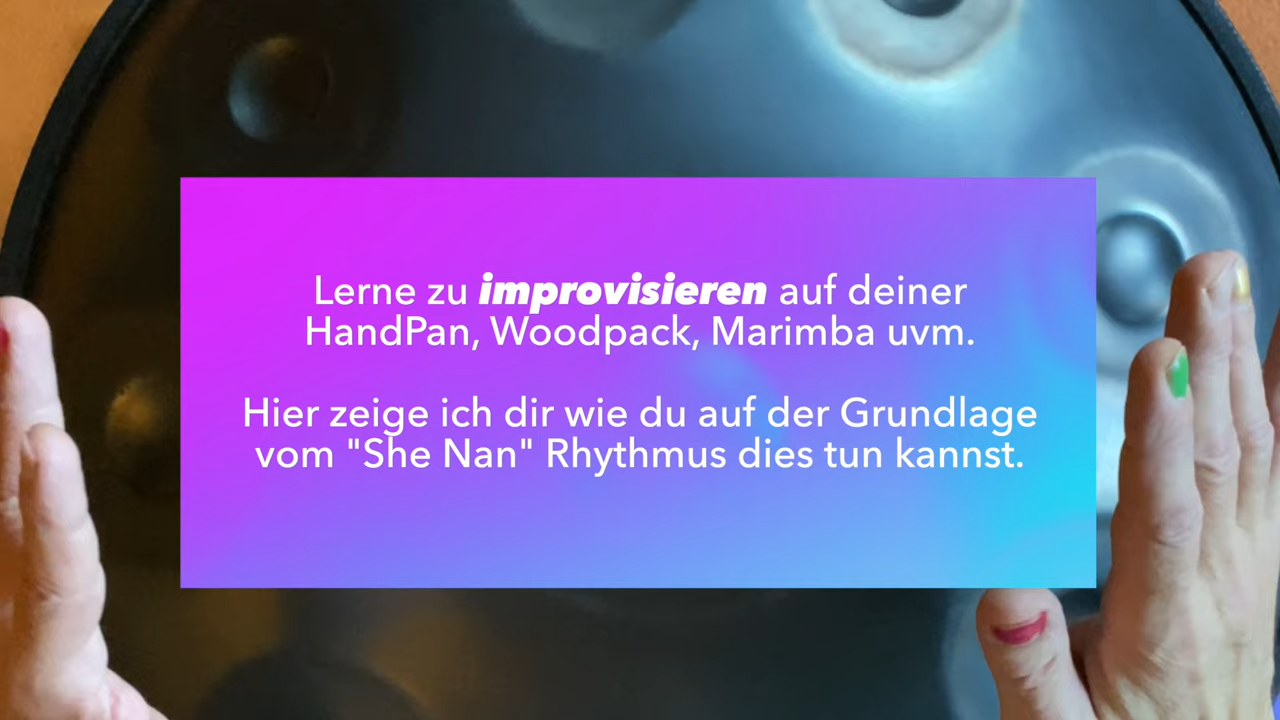 Lerne zu improvisieren auf deiner
HandPan, Woodpack, Marimba uvm.
Hier zeige ich dir wie du auf der Grundlage
vom "She Nan" Rhythmus dies tun kannst.